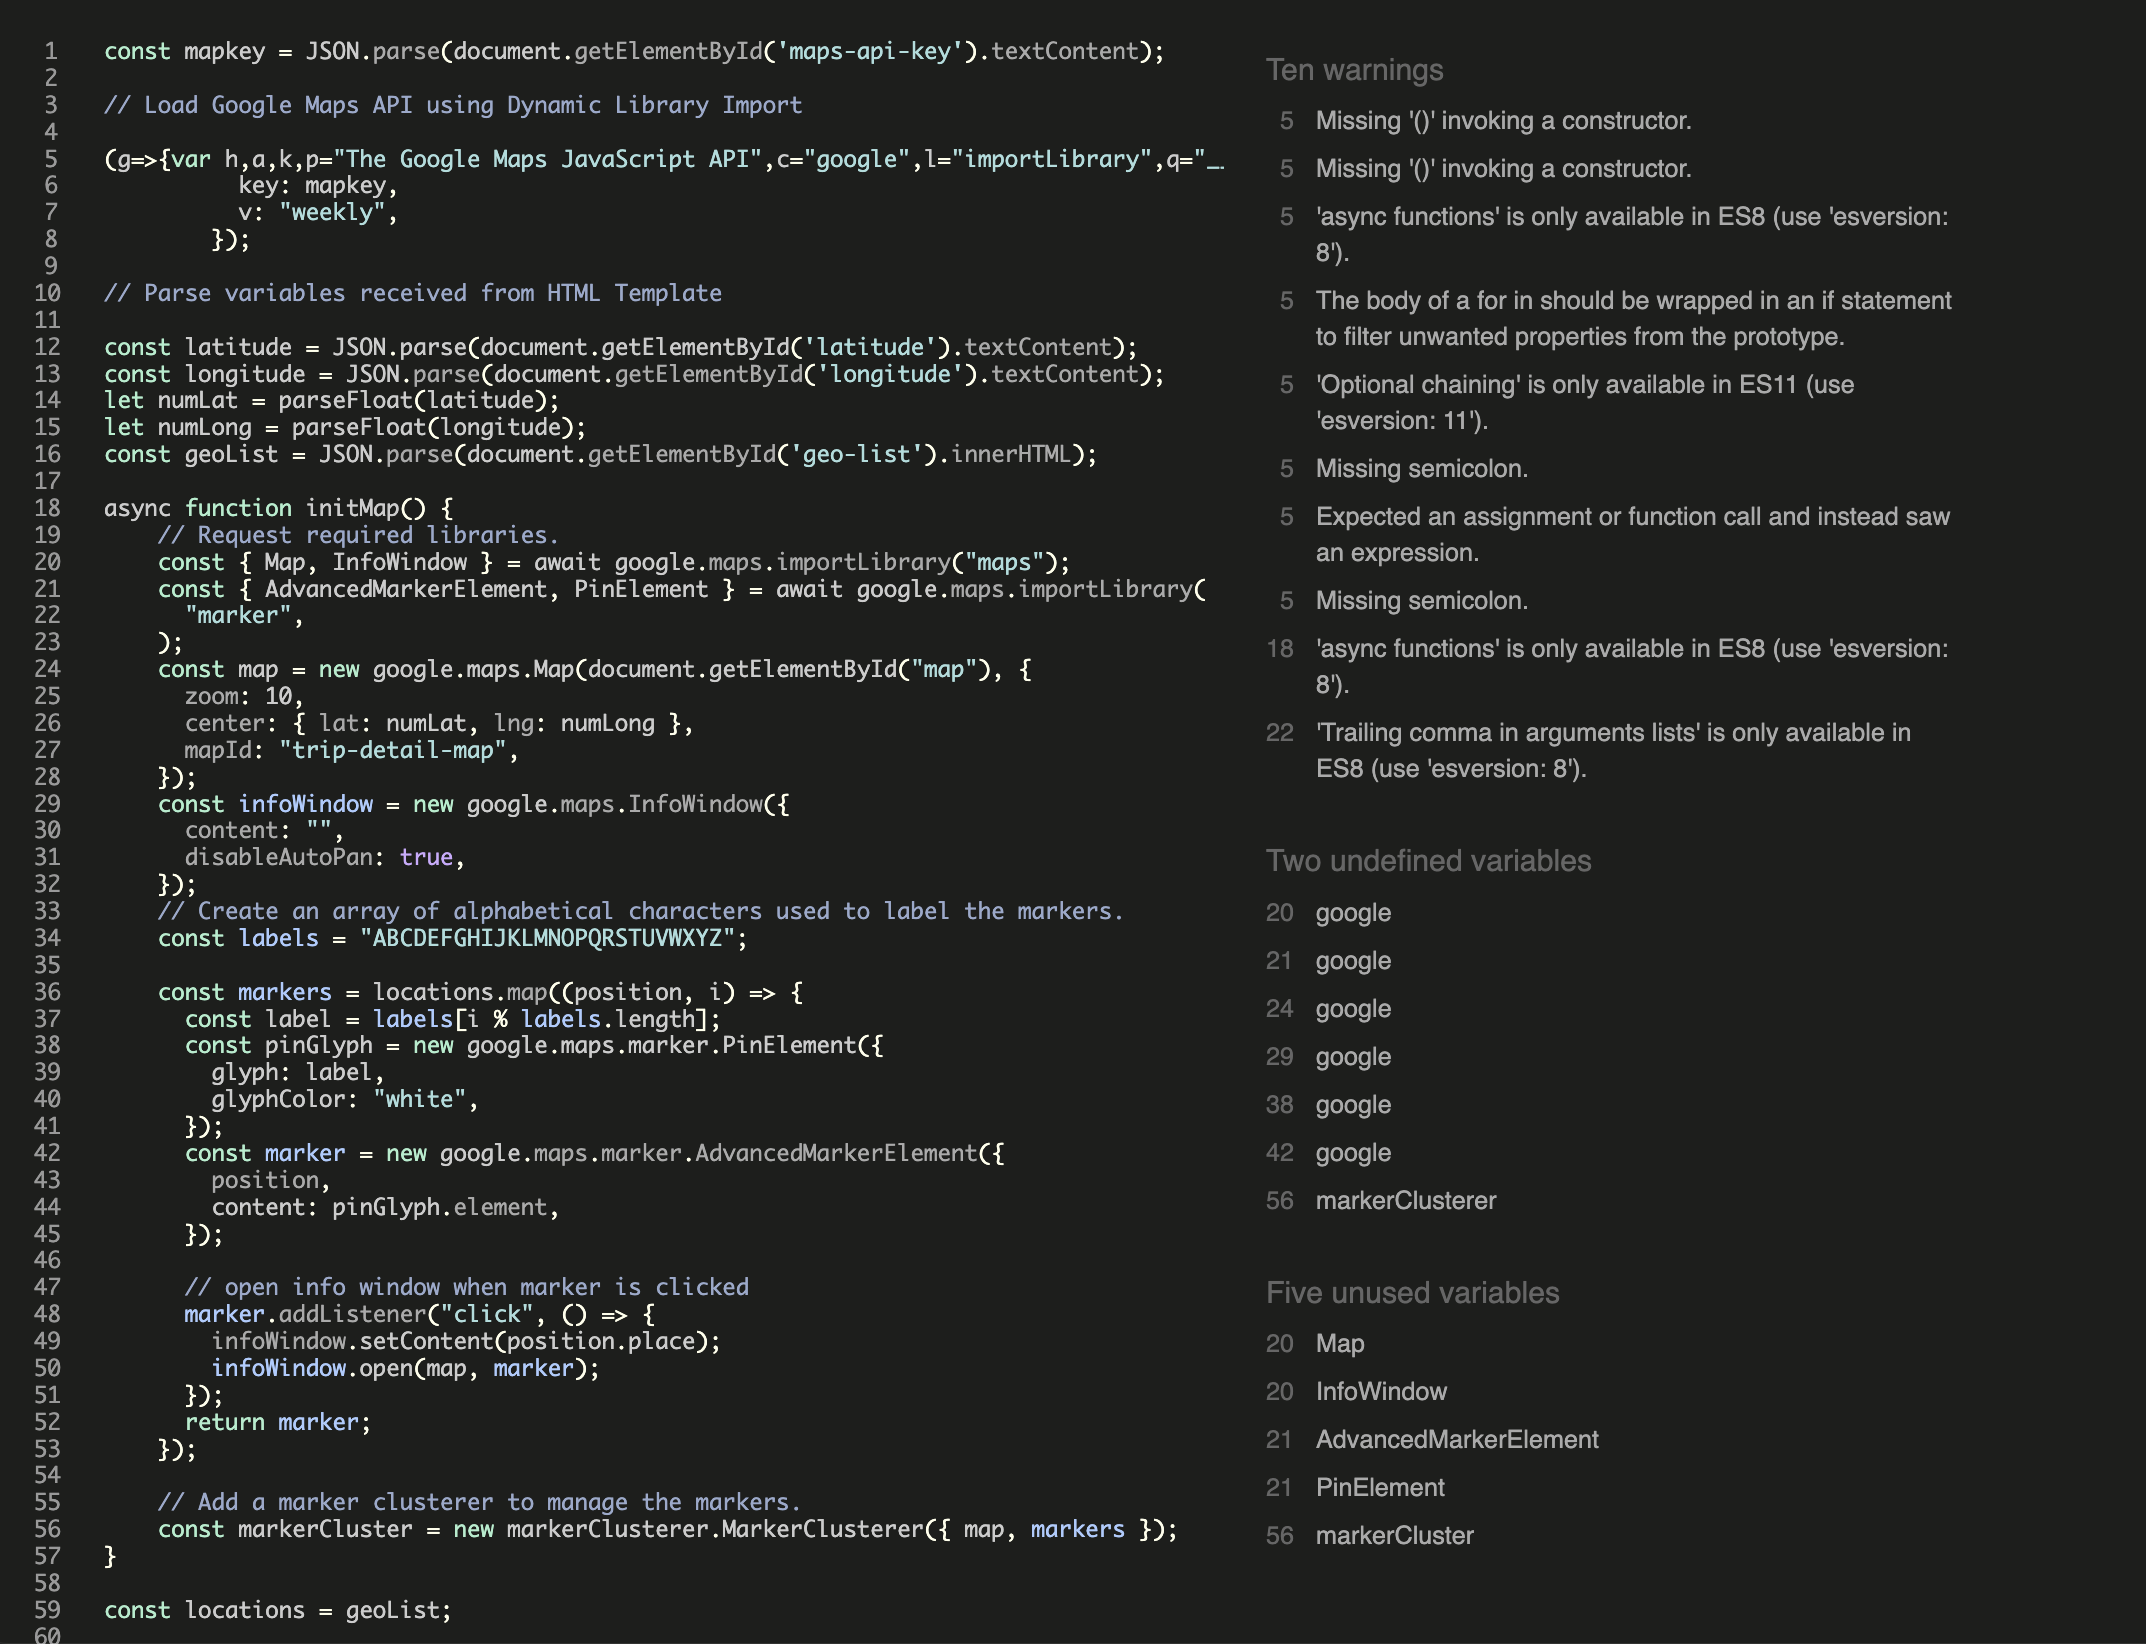 1 const mapkey = JSON.parse(document.getElementById('maps-api-key').textContent);
2
3 // Load Google Maps API using Dynamic Library Import
4
5 (g=>{var h,a,k,p="The Google Maps JavaScript API",c="google",l="importLibrary",q="__
6 key: mapkey,
7 v: "weekly",
8 });
9
10 // Parse variables received from HTML Template
11
12 const latitude = JSON.parse(document.getElementById('latitude').textContent);
13 const longitude = JSON.parse(document.getElementById('longitude').textContent);
14 let numLat = parseFloat(latitude);
15 let numLong = parseFloat(longitude);
16 const geoList = JSON.parse(document.getElementById('geo-list').innerHTML);
17
18 async function initMap() {
19 // Request required libraries.
20 const { Map, InfoWindow } = await google.maps.importLibrary("maps");
21 const { AdvancedMarkerElement, PinElement } = await google.maps.importLibrary(
22 "marker",
23 );
24 const map = new google.maps.Map(document.getElementById("map"), {
25 zoom: 10,
26 center: { lat: numLat, lng: numLong },
27 mapId: "trip-detail-map",
28 });
29 const infoWindow = new google.maps.InfoWindow({
30 content: "",
31 disableAutoPan: true,
32 });
33 // Create an array of alphabetical characters used to label the markers.
34 const labels = "ABCDEFGHIJKLMNOPQRSTUVWXYZ";
35
36 const markers = locations.map((position, i) => {
37 const label = labels[i % labels.length];
38 const pinGlyph = new google.maps.marker.PinElement({
39 glyph: label,
40 glyphColor: "white",
41 });
42 const marker = new google.maps.marker.AdvancedMarkerElement({
43 position,
44 content: pinGlyph.element,
45 });
46
47 // open info window when marker is clicked
48 marker.addListener("click", () => {
49 infoWindow.setContent(position.place);
50 infoWindow.open(map, marker);
51 });
52 return marker;
53 });
54
55 // Add a marker clusterer to manage the markers.
56 const markerCluster = new markerClusterer.MarkerClusterer({ map, markers });
57 }
58
59 const locations = geoList;
60
Ten warnings
5 Missing '()' invoking a constructor.
5 Missing '()' invoking a constructor.
5 'async functions' is only available in ES8 (use 'esversion:
8').
5 The body of a for in should be wrapped in an if statement
to filter unwanted properties from the prototype.
5 'Optional chaining' is only available in ES11 (use
'esversion: 11').
5 Missing semicolon.
5 Expected an assignment or function call and instead saw
an expression.
5 Missing semicolon.
18 'async functions' is only available in ES8 (use 'esversion:
8').
22 'Trailing comma in arguments lists' is only available in
ES8 (use 'esversion: 8').
Two undefined variables
20 google
21 google
24 google
29 google
38 google
42 google
56 markerClusterer
Five unused variables
20 Map
20 InfoWindow
21 AdvancedMarkerElement
21 PinElement
56 markerCluster